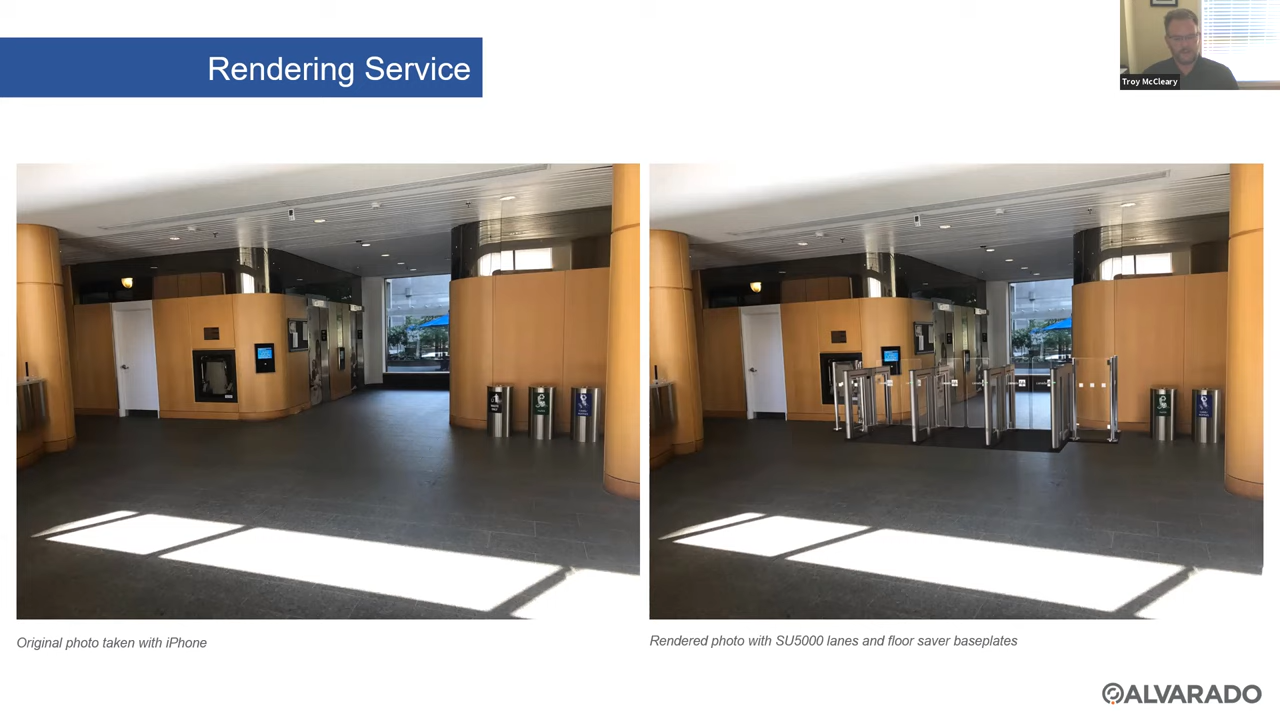 Rendering Service
Troy McCleary
Original photo taken with iPhone
Rendered photo with SU5000 lanes and floor saver baseplates
ALVARADO